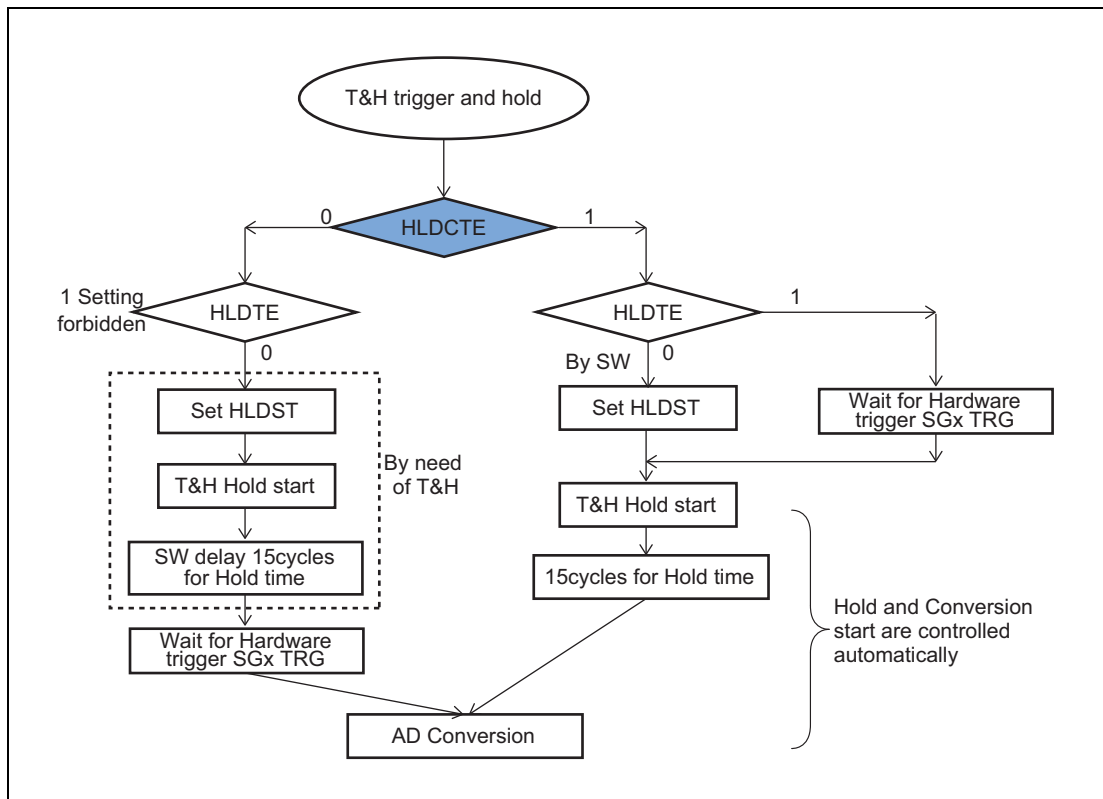 T&H trigger and hold
0
HLDCTE
1
1 Setting
forbidden
HLDTE
0
HLDTE
1
By SW
0
Set HLDST
T&H Hold start
SW delay 15cycles
for Hold time
By need
of T&H
Wait for Hardware
trigger SGx TRG
Set HLDST
Wait for Hardware
trigger SGx TRG
T&H Hold start
15cycles for Hold time
Hold and Conversion
start are controlled
automatically
AD Conversion